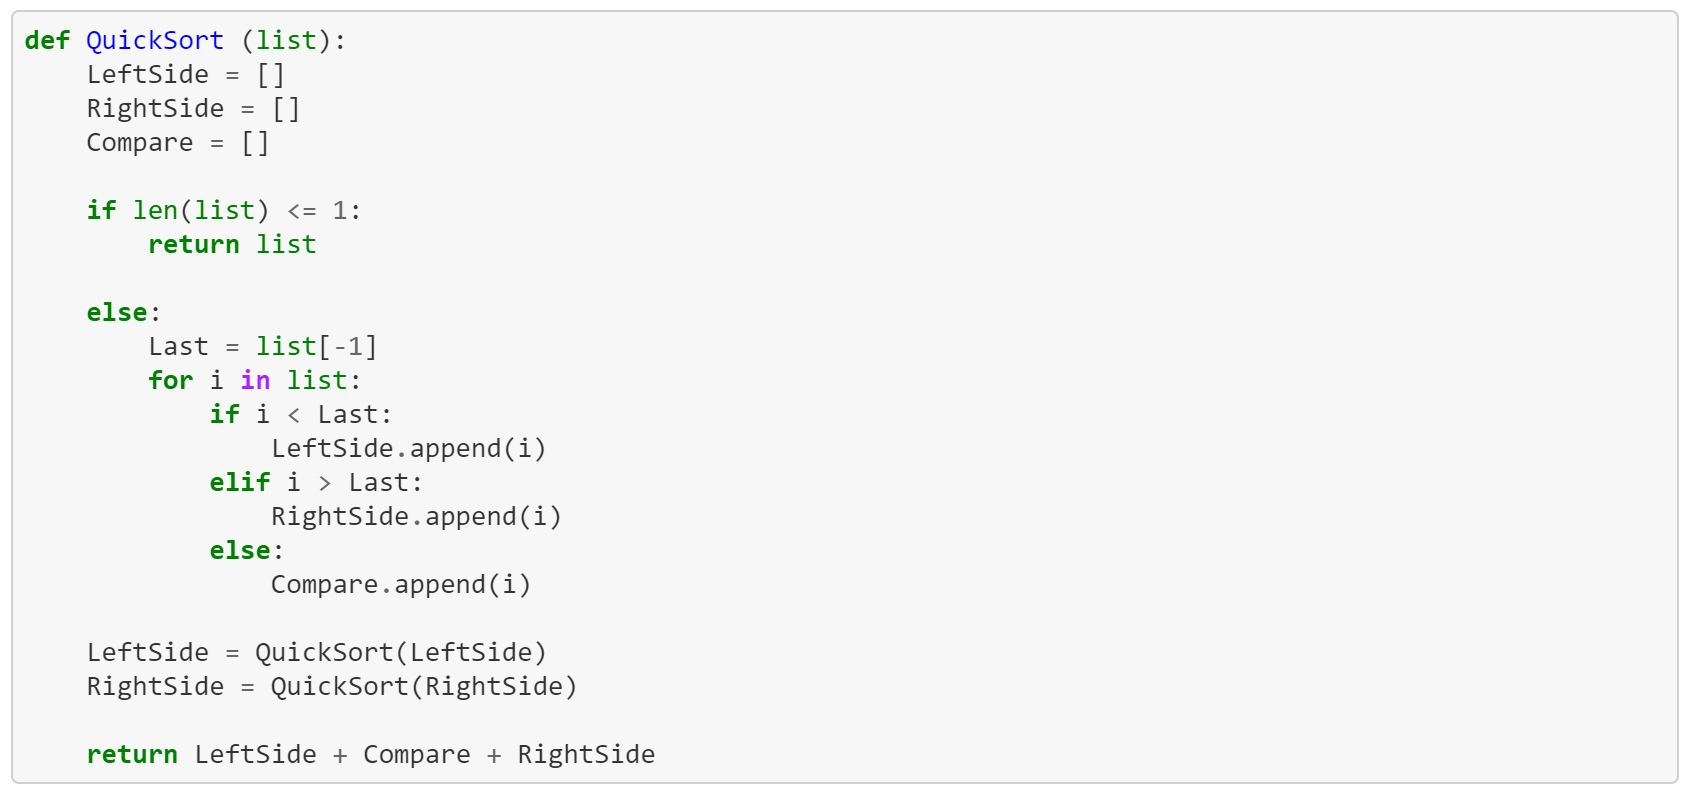 def QuickSort (list):
    LeftSide = []
    RightSide = []
    Compare = []

    if len(list) <= 1:
        return list

    else:
        Last = list[-1]
        for i in list:
            if i < Last:
                LeftSide.append(i)
            elif i > Last:
                RightSide.append(i)
            else:
                Compare.append(i)

    LeftSide = QuickSort(LeftSide)
    RightSide = QuickSort(RightSide)

    return LeftSide + Compare + RightSide